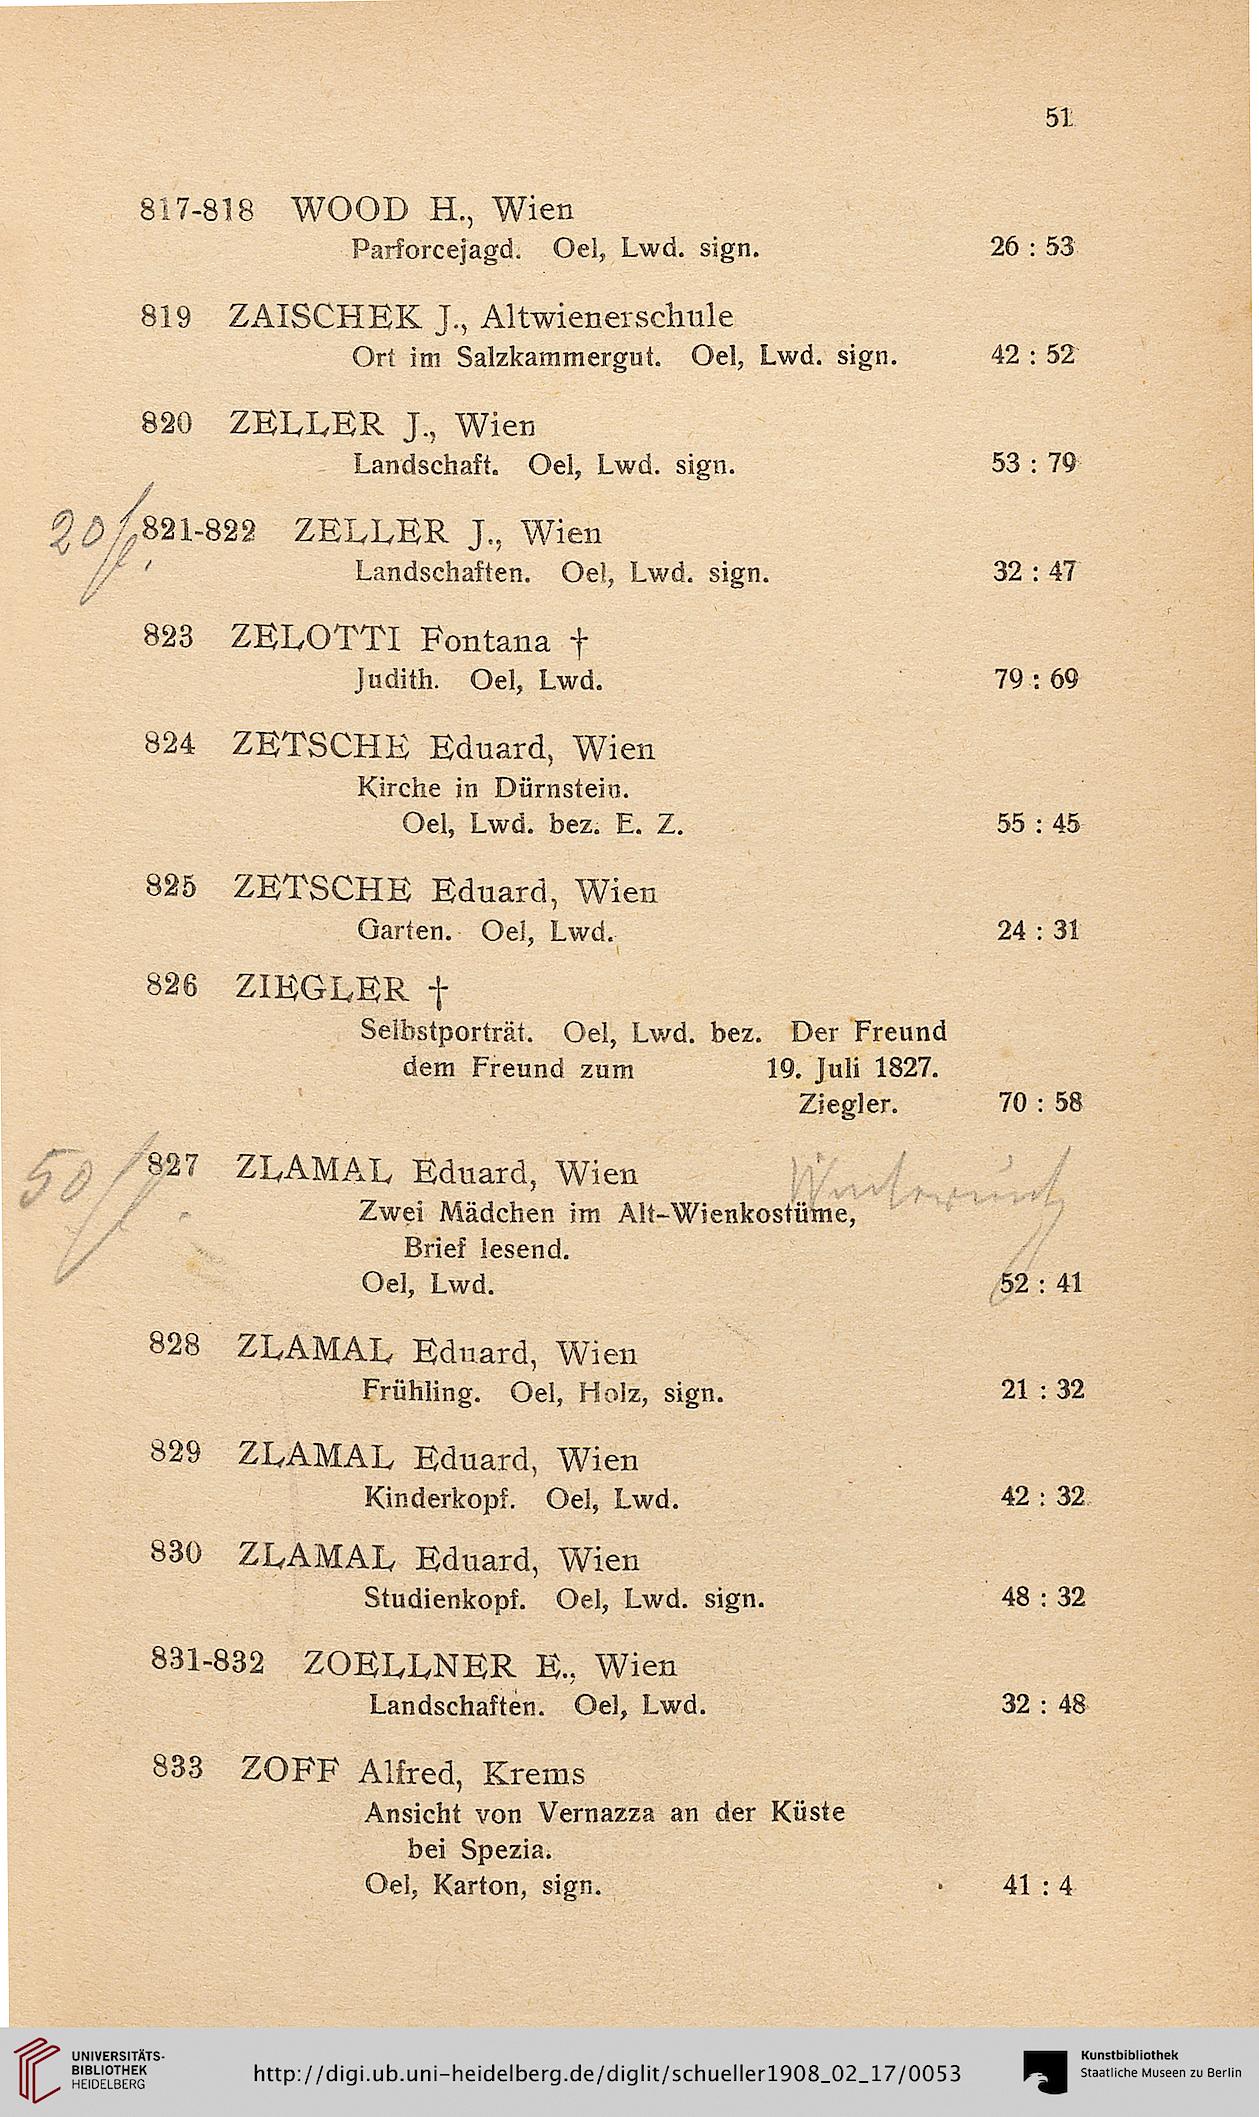 51
817-818 WOOD H., Wien
Parforcejagd. Oel, Lwd. sign. 26 : 53
819 ZAISCHEK J., Altwienerschule
Ort im Salzkammergut. Oel, Lwd. sign. 42 : 52
820 ZELLER J., Wien
Landschaft. Oel, Lwd. sign. 53 : 79
20 821-822 ZELLER J., Wien
Landschaften. Oel, Lwd. sign. 32 : 47
823 ZELOTTI Fontana †
Judith. Oel, Lwd. 79 : 69
824 ZETSCHE Eduard, Wien
Kirche in Dürnstein.
Oel, Lwd. bez. E. Z. 55 : 45
825 ZETSCHE Eduard, Wien
Garten. Oel, Lwd. 24 : 31
826 ZIEGLER †
Selbstporträt. Oel, Lwd. bez. Der Freund
dem Freund zum 19. Juli 1827.
Ziegler. 70 : 58
50 827 ZLAMAL Eduard, Wien
Zwei Mädchen im Alt-Wienkostüme,
Brief lesend.
Oel, Lwd. 52 : 41
828 ZLAMAL Eduard, Wien
Frühling. Oel, Holz, sign. 21 : 32
829 ZLAMAL Eduard, Wien
Kinderkopf. Oel, Lwd. 42 : 32
830 ZLAMAL Eduard, Wien
Studienkopf. Oel, Lwd. sign. 48 : 32
831-832 ZOELLNER E., Wien
Landschaften. Oel, Lwd. 32 : 48
833 ZOFF Alfred, Krems
Ansicht von Vernazza an der Küste
bei Spezia.
Oel, Karton, sign. 41 : 4
UNIVERSITÄTS-
BIBLIOTHEK
HEIDELBERG
http://digi.ub.uni-heidelberg.de/diglit/schueller1908_02_17/0053
Kunstbibliothek
Staatliche Museen zu Berlin